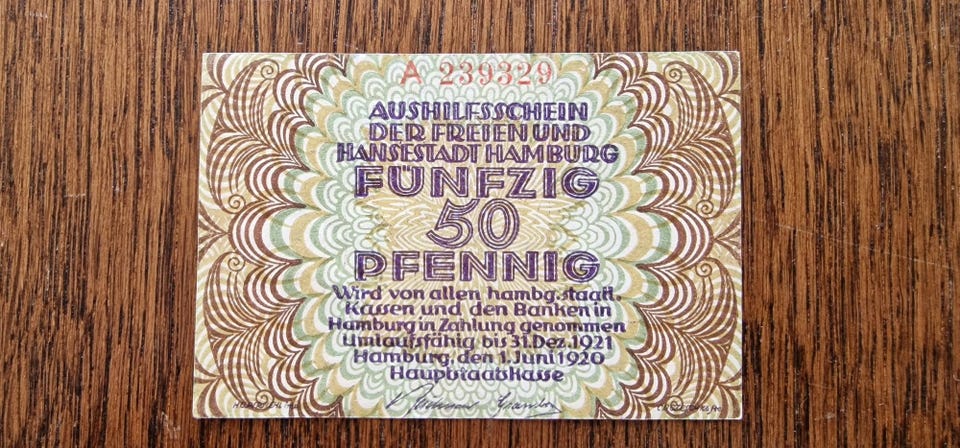 A 239329
AUSHILFSSCHEIN
DER FREIEN UND
HANSESTADT HAMBURG
FÜNFZIG
50
PFENNIG
Wird von allen hambg. staatl.
Kassen und den Banken in
Hamburg in Zahlung genommen
Umlaufsfähig bis 31. Dez. 1921
Hamburg, den 1. Juni 1920
Hauptstaatskasse